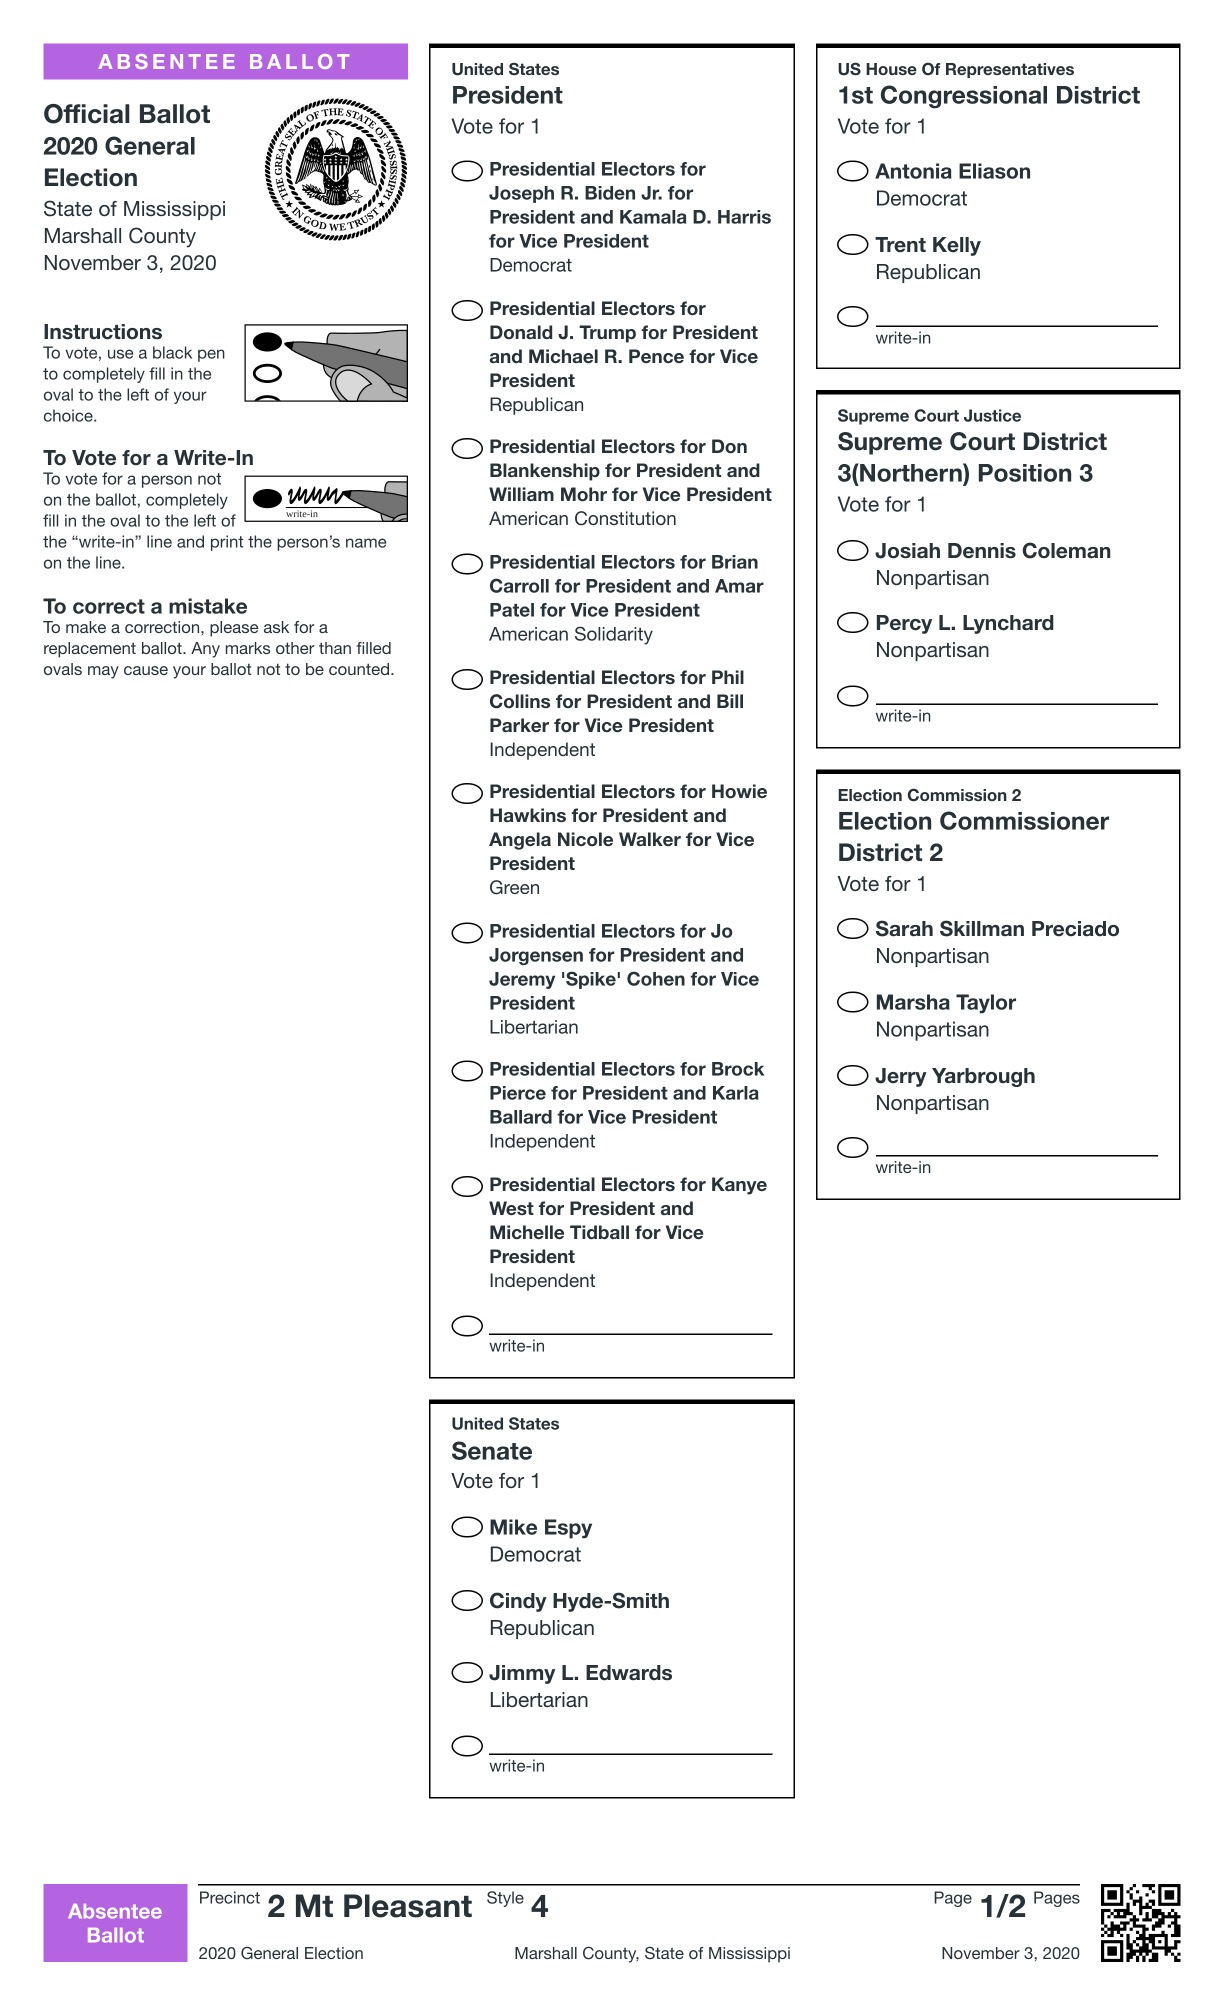 ABSENTEE BALLOT
Official Ballot
2020 General
Election
State of Mississippi
Marshall County
November 3, 2020
THE GREAT SEAL OF THE STATE OF MISSISSIPPI
★ IN GOD WE TRUST ★
Instructions
To vote, use a black pen
to completely fill in the
oval to the left of your
choice.
To Vote for a Write-In
To vote for a person not
on the ballot, completely
fill in the oval to the left of
the “write-in” line and print the person’s name
on the line.
write-in
To correct a mistake
To make a correction, please ask for a
replacement ballot. Any marks other than filled
ovals may cause your ballot not to be counted.
United States
President
Vote for 1
Presidential Electors for
Joseph R. Biden Jr. for
President and Kamala D. Harris
for Vice President
Democrat
Presidential Electors for
Donald J. Trump for President
and Michael R. Pence for Vice
President
Republican
Presidential Electors for Don
Blankenship for President and
William Mohr for Vice President
American Constitution
Presidential Electors for Brian
Carroll for President and Amar
Patel for Vice President
American Solidarity
Presidential Electors for Phil
Collins for President and Bill
Parker for Vice President
Independent
Presidential Electors for Howie
Hawkins for President and
Angela Nicole Walker for Vice
President
Green
Presidential Electors for Jo
Jorgensen for President and
Jeremy 'Spike' Cohen for Vice
President
Libertarian
Presidential Electors for Brock
Pierce for President and Karla
Ballard for Vice President
Independent
Presidential Electors for Kanye
West for President and
Michelle Tidball for Vice
President
Independent
write-in
United States
Senate
Vote for 1
Mike Espy
Democrat
Cindy Hyde-Smith
Republican
Jimmy L. Edwards
Libertarian
write-in
US House Of Representatives
1st Congressional District
Vote for 1
Antonia Eliason
Democrat
Trent Kelly
Republican
write-in
Supreme Court Justice
Supreme Court District
3(Northern) Position 3
Vote for 1
Josiah Dennis Coleman
Nonpartisan
Percy L. Lynchard
Nonpartisan
write-in
Election Commission 2
Election Commissioner
District 2
Vote for 1
Sarah Skillman Preciado
Nonpartisan
Marsha Taylor
Nonpartisan
Jerry Yarbrough
Nonpartisan
write-in
Absentee
Ballot
Precinct 2 Mt Pleasant Style 4 Page 1/2 Pages
2020 General Election Marshall County, State of Mississippi November 3, 2020